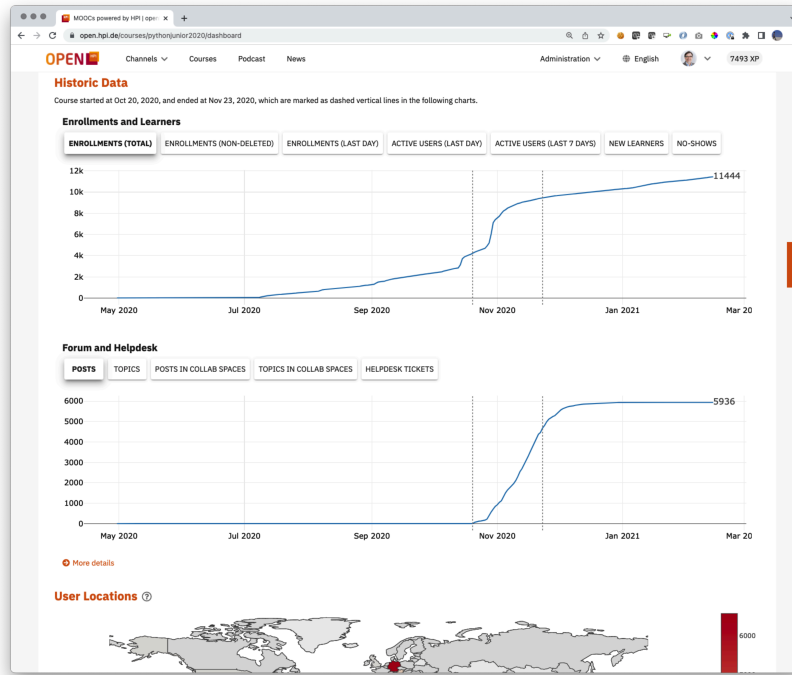 MOOCs powered by HPI | open
open.hpi.de/courses/pythonjunior2020/dashboard
OPEN Channels Courses Podcast News Administration English 7493 XP
Historic Data
Course started at Oct 20, 2020, and ended at Nov 23, 2020, which are marked as dashed vertical lines in the following charts.
Enrollments and Learners
ENROLLMENTS (TOTAL) ENROLLMENTS (NON-DELETED) ENROLLMENTS (LAST DAY) ACTIVE USERS (LAST DAY) ACTIVE USERS (LAST 7 DAYS) NEW LEARNERS NO-SHOWS
12k
11444
10k
8k
6k
4k
2k
0
May 2020 Jul 2020 Sep 2020 Nov 2020 Jan 2021 Mar 20
Forum and Helpdesk
POSTS TOPICS POSTS IN COLLAB SPACES TOPICS IN COLLAB SPACES HELPDESK TICKETS
6000
5936
5000
4000
3000
2000
1000
0
May 2020 Jul 2020 Sep 2020 Nov 2020 Jan 2021 Mar 20
More details
User Locations
6000